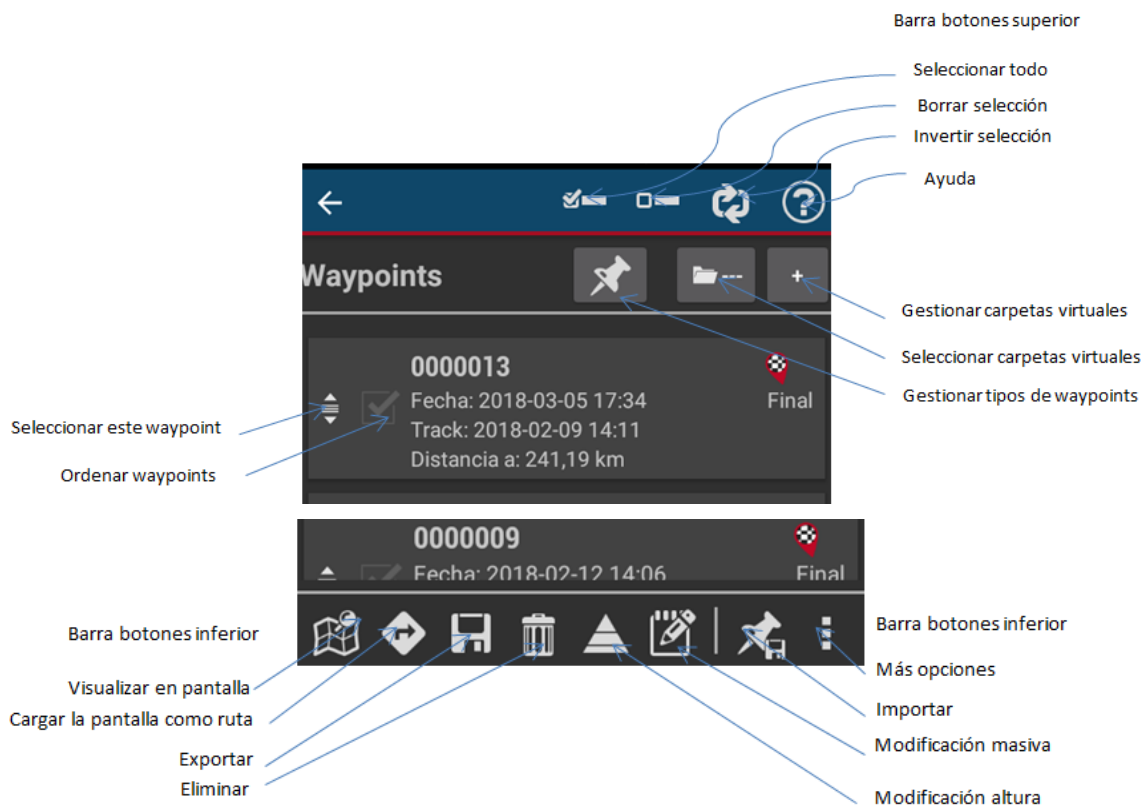 Barra botones superior
Seleccionar todo
Borrar selección
Invertir selección
Ayuda
Waypoints
---
+
Gestionar carpetas virtuales
Seleccionar carpetas virtuales
Gestionar tipos de waypoints
0000013
Fecha: 2018-03-05 17:34
Final
Track: 2018-02-09 14:11
Distancia a: 241,19 km
Seleccionar este waypoint
Ordenar waypoints
0000009
Fecha: 2018-02-12 14:06
Final
Barra botones inferior
Visualizar en pantalla
Cargar la pantalla como ruta
Exportar
Eliminar
Barra botones inferior
Más opciones
Importar
Modificación masiva
Modificación altura